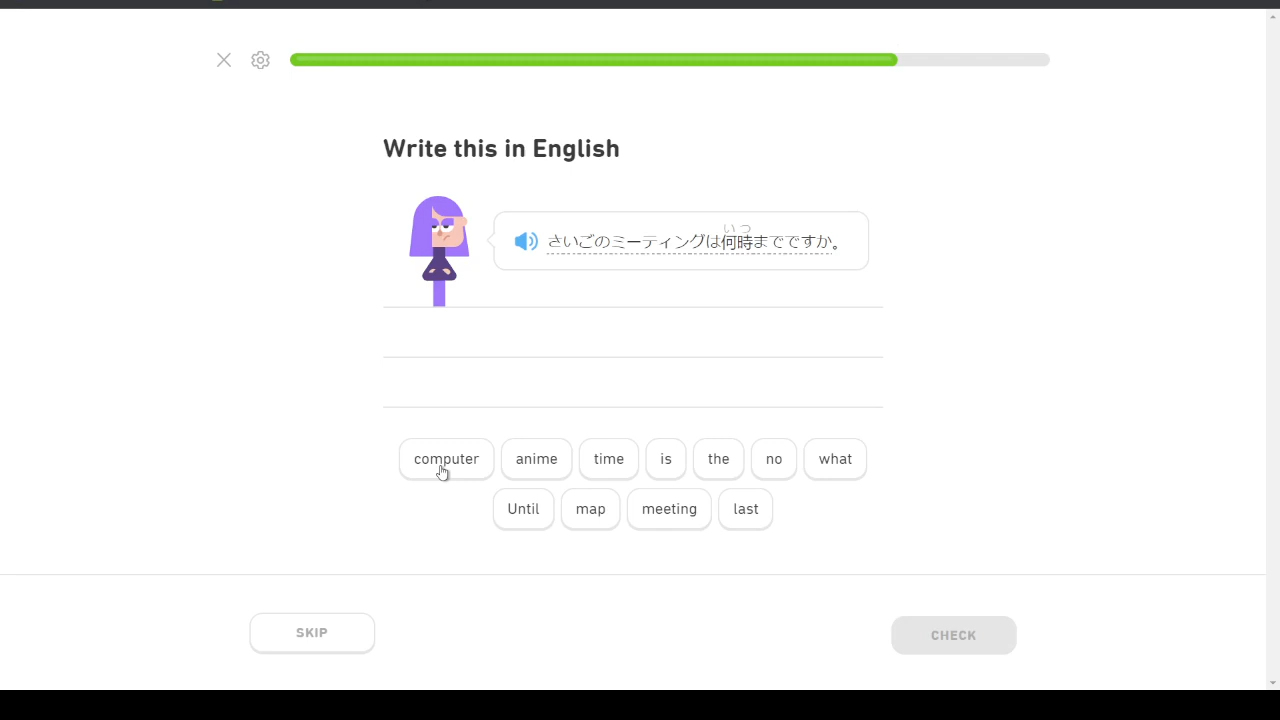 Write this in English
いつ
さいごのミーティングは何時までですか。
computer anime time is the no what
Until map meeting last
SKIP CHECK